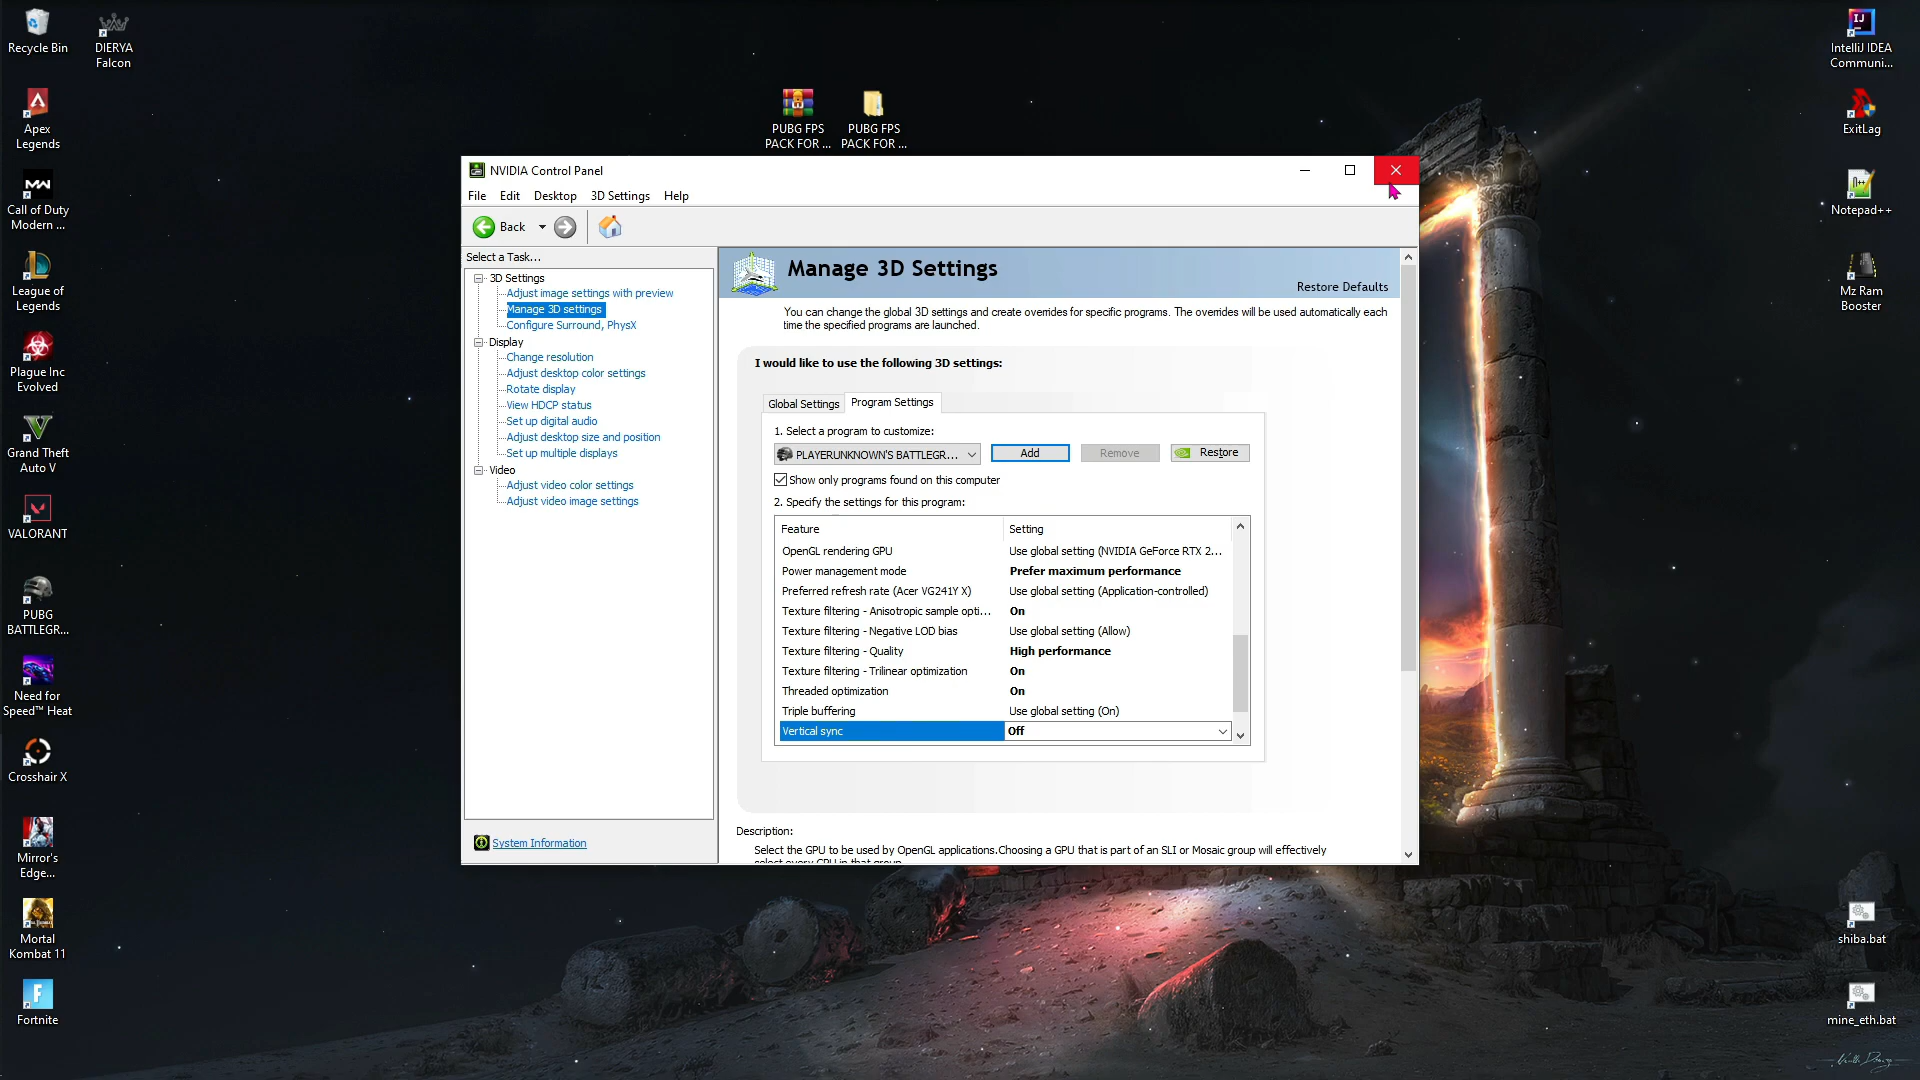 Recycle Bin
DIERYA
Falcon
Apex
Legends
Call of Duty
Modern ...
League of
Legends
Plague Inc
Evolved
Grand Theft
Auto V
VALORANT
PUBG
BATTLEGR...
Need for
Speed™ Heat
Crosshair X
Mirror's
Edge...
Mortal
Kombat 11
Fortnite
PUBG FPS
PACK FOR ...
PUBG FPS
PACK FOR ...
NVIDIA Control Panel
File Edit Desktop 3D Settings Help
Back
Select a Task...
3D Settings
Adjust image settings with preview
Manage 3D settings
Configure Surround, PhysX
Display
Change resolution
Adjust desktop color settings
Rotate display
View HDCP status
Set up digital audio
Adjust desktop size and position
Set up multiple displays
Video
Adjust video color settings
Adjust video image settings
System Information
Manage 3D Settings
Restore Defaults
You can change the global 3D settings and create overrides for specific programs. The overrides will be used automatically each
time the specified programs are launched.
I would like to use the following 3D settings:
Global Settings Program Settings
1. Select a program to customize:
PLAYERUNKNOWN'S BATTLEGR... Add Remove Restore
Show only programs found on this computer
2. Specify the settings for this program:
Feature Setting
OpenGL rendering GPU Use global setting (NVIDIA GeForce RTX 2...
Power management mode Prefer maximum performance
Preferred refresh rate (Acer VG241Y X) Use global setting (Application-controlled)
Texture filtering - Anisotropic sample opti... On
Texture filtering - Negative LOD bias Use global setting (Allow)
Texture filtering - Quality High performance
Texture filtering - Trilinear optimization On
Threaded optimization On
Triple buffering Use global setting (On)
Vertical sync Off
Description:
Select the GPU to be used by OpenGL applications.Choosing a GPU that is part of an SLI or Mosaic group will effectively
select every GPU in that group.
IntelliJ IDEA
Communi...
ExitLag
Notepad++
Mz Ram
Booster
shiba.bat
mine_eth.bat